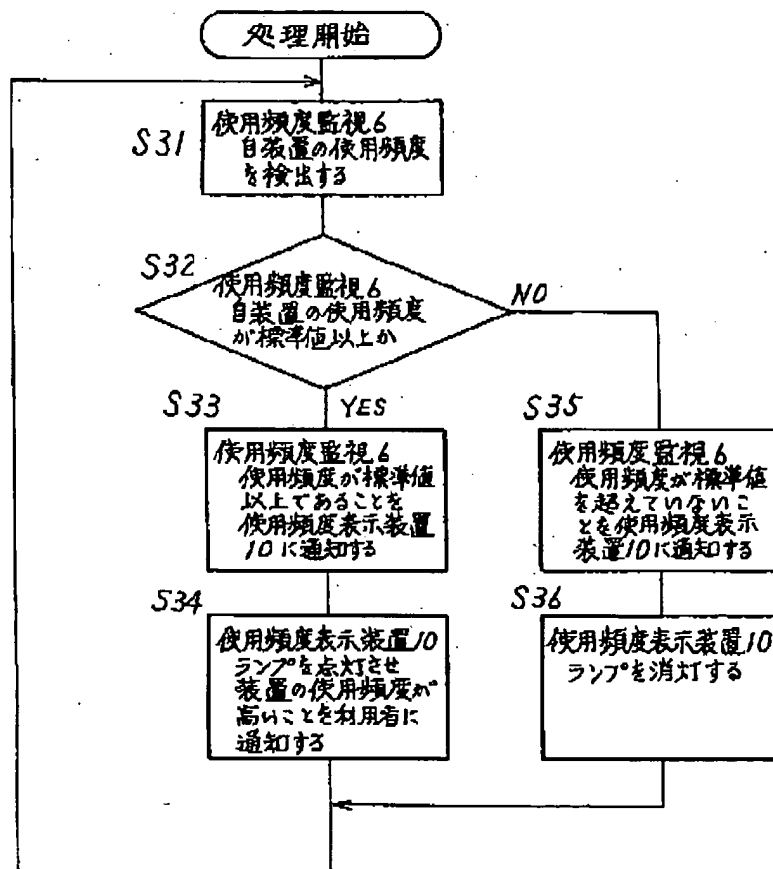 処理開始
S31
使用頻度監視6
自装置の使用頻度
を検出する
S32
使用頻度監視6
自装置の使用頻度
が標準値以上か
NO
YES
S33
使用頻度監視6
使用頻度が標準値
以上であることを
使用頻度表示装置
10に通知する
S35
使用頻度監視6
使用頻度が標準値
を超えていないこ
とを使用頻度表示
装置10に通知する
S34
使用頻度表示装置10
ランプを点灯させ
装置の使用頻度が
高いことを利用者に
通知する
S36
使用頻度表示装置10
ランプを消灯する